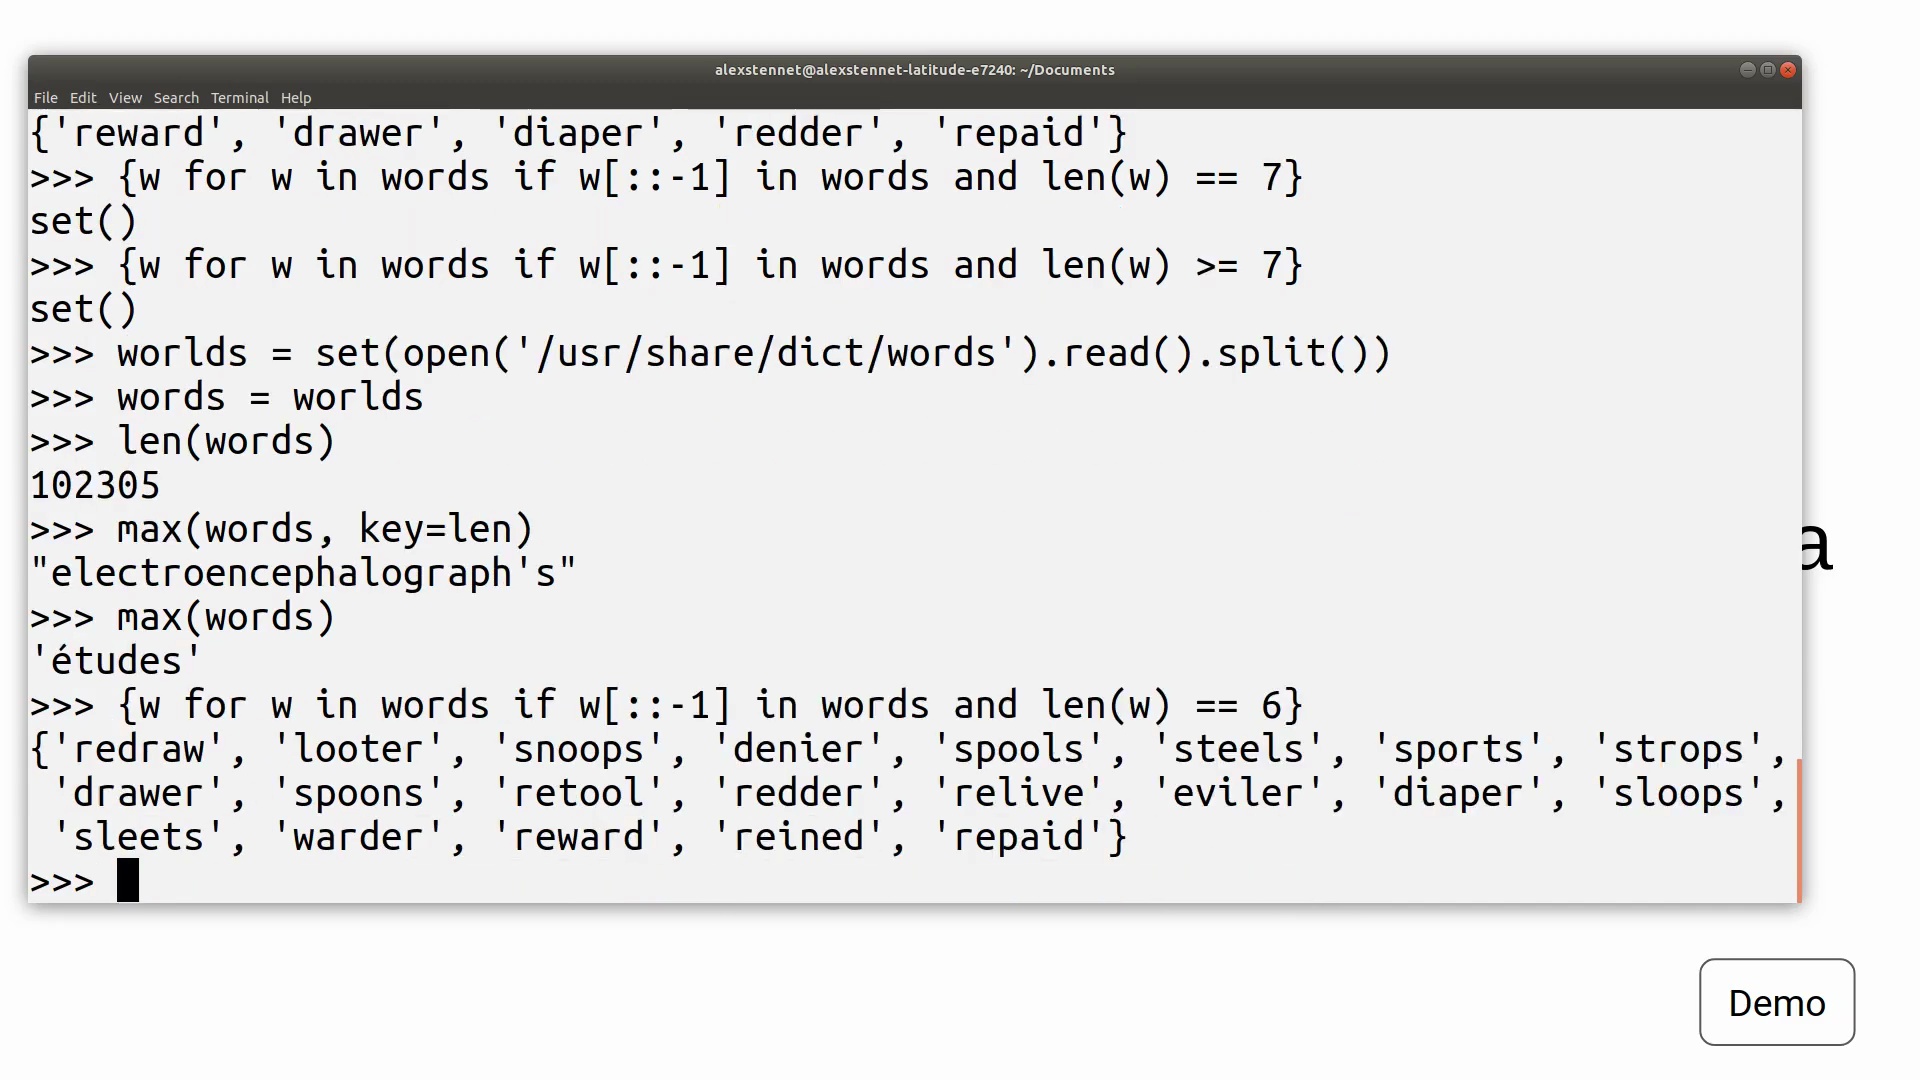 alexstennet@alexstennet-latitude-e7240: ~/Documents
File Edit View Search Terminal Help
{'reward', 'drawer', 'diaper', 'redder', 'repaid'}
>>> {w for w in words if w[::-1] in words and len(w) == 7}
set()
>>> {w for w in words if w[::-1] in words and len(w) >= 7}
set()
>>> worlds = set(open('/usr/share/dict/words').read().split())
>>> words = worlds
>>> len(words)
102305
>>> max(words, key=len)
"electroencephalograph's"
>>> max(words)
'études'
>>> {w for w in words if w[::-1] in words and len(w) == 6}
{'redraw', 'looter', 'snoops', 'denier', 'spools', 'steels', 'sports', 'strops',
'drawer', 'spoons', 'retool', 'redder', 'relive', 'eviler', 'diaper', 'sloops',
'sleets', 'warder', 'reward', 'reined', 'repaid'}
>>>
a
Demo